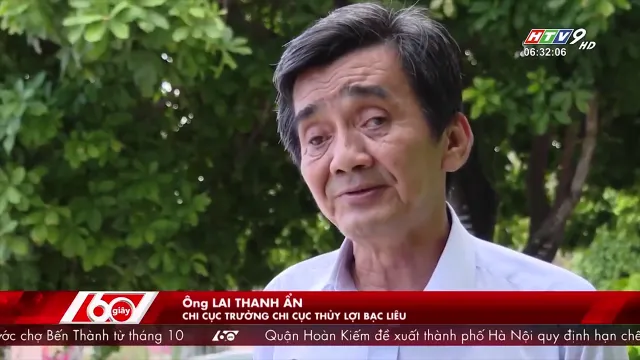 HTV9 HD
06:32:06
Ông LAI THANH ẨN
CHI CỤC TRƯỞNG CHI CỤC THỦY LỢI BẠC LIÊU
60 giây
ước chợ Bến Thành từ tháng 10 60giây Quận Hoàn Kiếm đề xuất thành phố Hà Nội quy định hạn chế